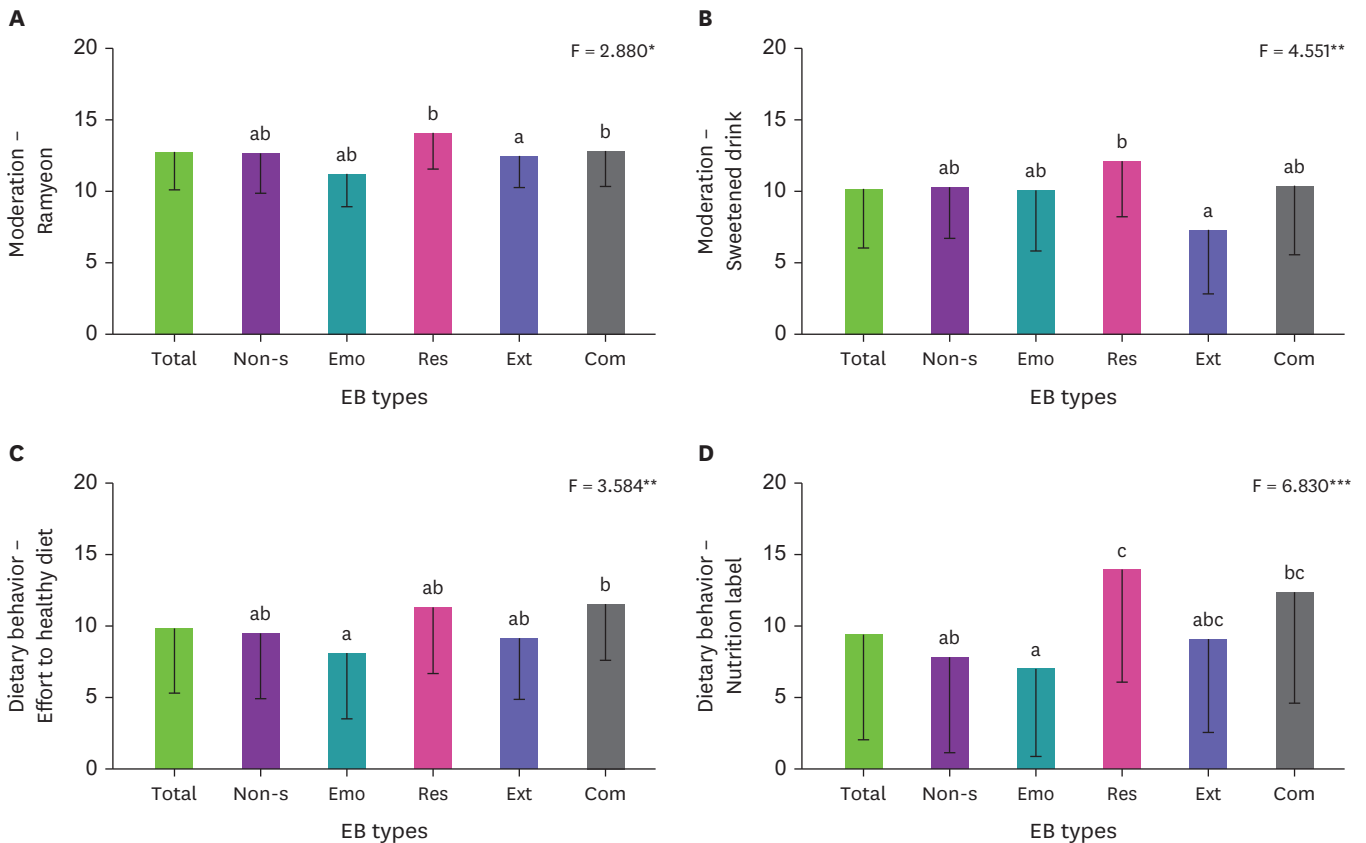 A
F = 2.880*
Moderation –
Ramyeon
20
15
10
5
0
ab
ab
b
a
b
Total Non-s Emo Res Ext Com
EB types
B
F = 4.551**
Moderation –
Sweetened drink
20
15
10
5
0
ab
ab
b
a
ab
Total Non-s Emo Res Ext Com
EB types
C
F = 3.584**
Dietary behavior –
Effort to healthy diet
20
15
10
5
0
ab
a
ab
ab
b
Total Non-s Emo Res Ext Com
EB types
D
F = 6.830***
Dietary behavior –
Nutrition label
20
15
10
5
0
ab
a
c
abc
bc
Total Non-s Emo Res Ext Com
EB types